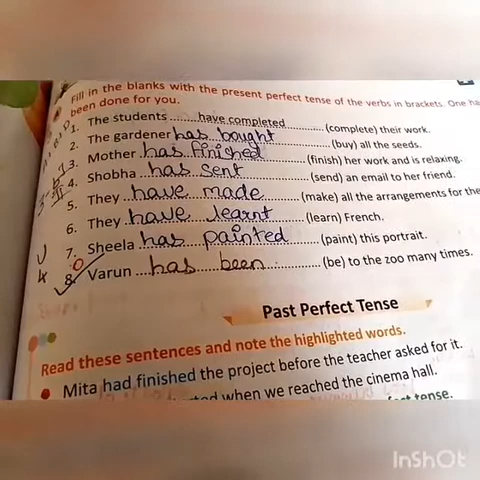 Fill in the blanks with the present perfect tense of the verbs in brackets. One ha
been done for you.
1. The students ........ have completed ........ (complete) their work.
2. The gardener has bought ........ (buy) all the seeds.
3. Mother has finished ........ (finish) her work and is relaxing.
4. Shobha ... has sent ........ (send) an email to her friend.
5. They ... have made ........ (make) all the arrangements for the
6. They ... have learnt ........ (learn) French.
7. Sheela has painted ........ (paint) this portrait.
8. Varun ... has been ........ (be) to the zoo many times.
Past Perfect Tense
Read these sentences and note the highlighted words.
Mita had finished the project before the teacher asked for it.
when we reached the cinema hall.
tense.
InShOt